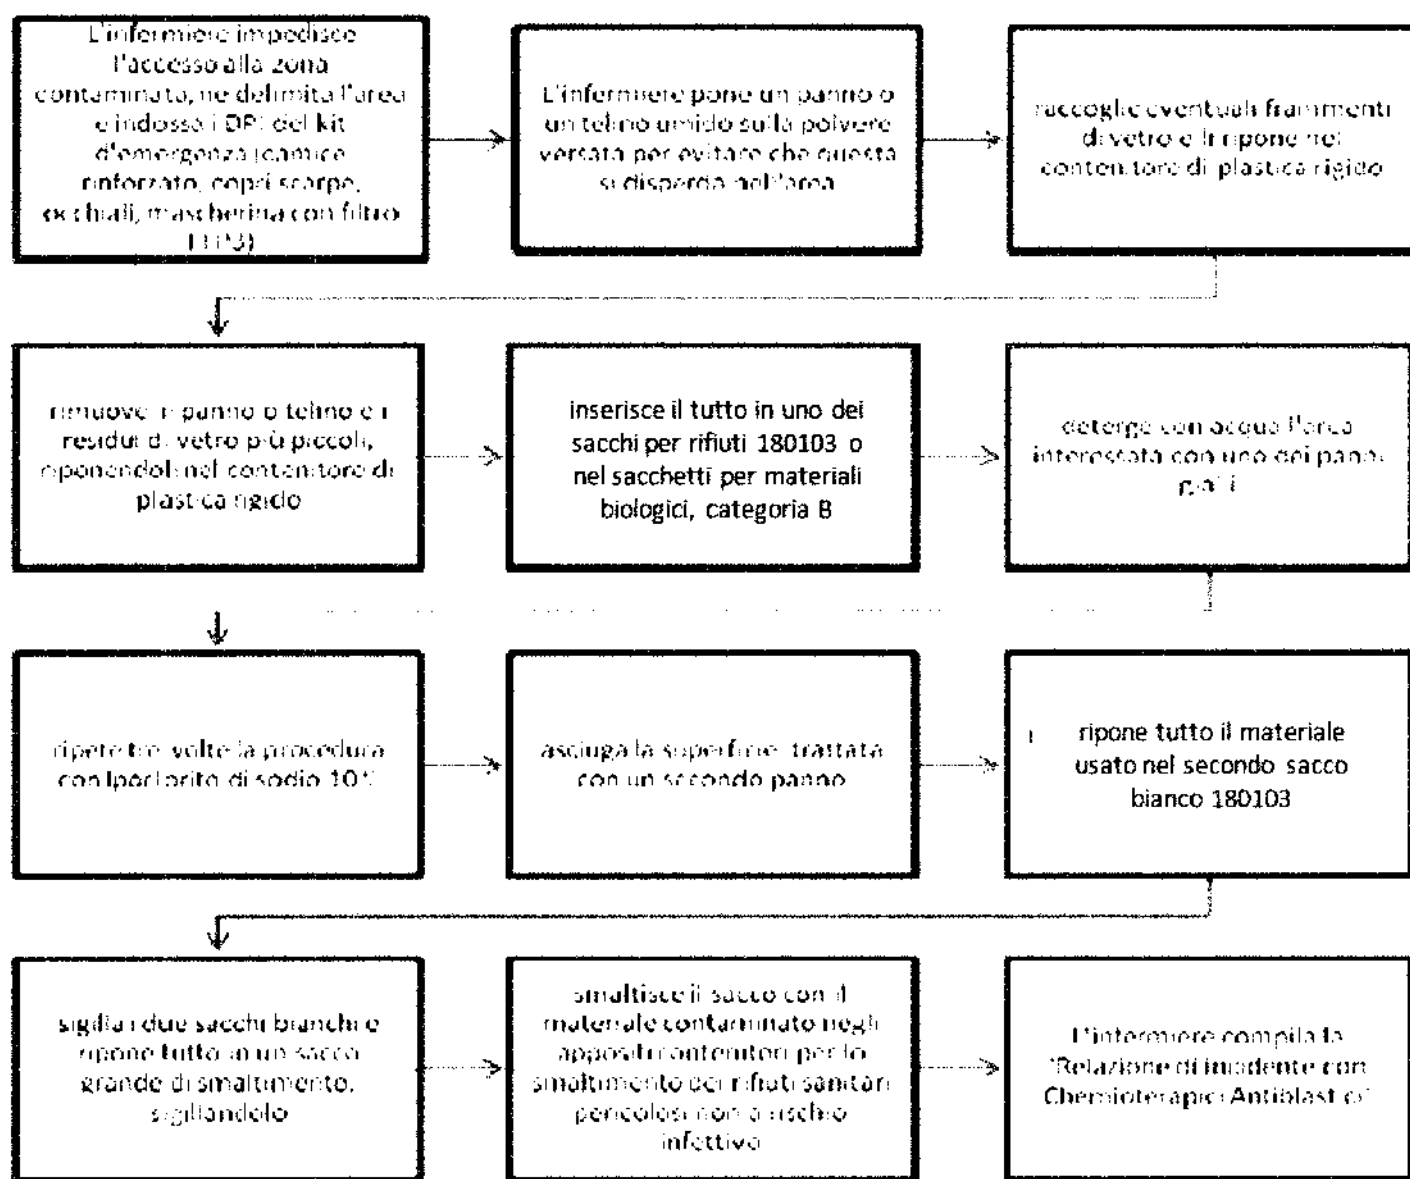 L'infermiere impedisce
l'accesso alla zona
contaminata, ne delimita l'area
e indossa i DPI del kit
d'emergenza (camice
rinforzato, copri scarpe,
occhiali, mascherina con filtro
L'infermiere pone un panno o
un telino umido sulla polvere
versata per evitare che questa
si disperda nell'area
raccoglie eventuali frammenti
di vetro e li ripone nel
contenitore di plastica rigido
rimuove il panno o telino e i
residui di vetro più piccoli,
riponendoli nel contenitore di
plastica rigido
inserisce il tutto in uno dei
sacchi per rifiuti 180103 o
nel sacchetti per materiali
biologici, categoria B
deterge con acqua l'area
interessata con uno dei panni
ripete tre volte la procedura
con Ipoclorito di sodio 10%
asciuga la superficie trattata
con un secondo panno
ripone tutto il materiale
usato nel secondo sacco
bianco 180103
sigilla i due sacchi bianchi e
ripone tutto in un sacco
grande di smaltimento,
sigillandolo
smaltisce il sacco con il
materiale contaminato negli
appositi contenitori per lo
smaltimento dei rifiuti sanitari
pericolosi non a rischio
infettivo
L'infermiere compila la
"Relazione di incidente con
Chemioterapici Antiblastici"